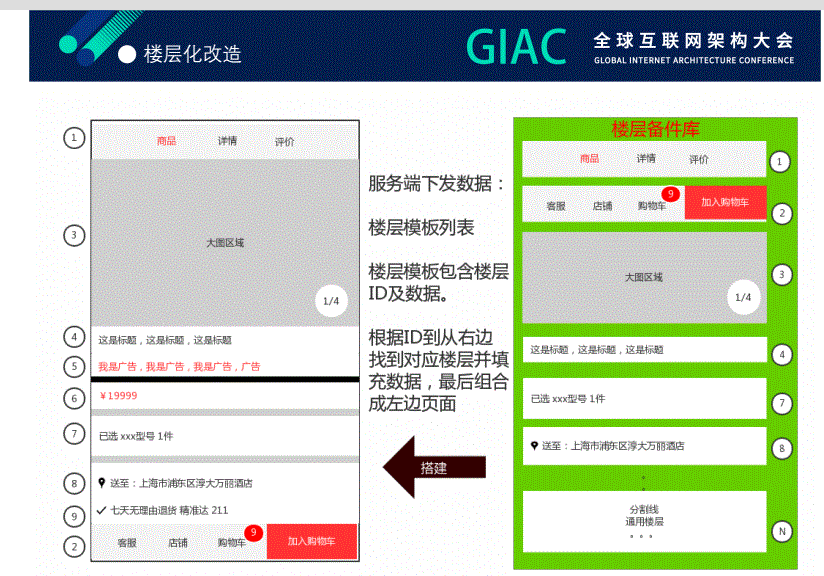 楼层化改造
GIAC
全球互联网架构大会
GLOBAL INTERNET ARCHITECTURE CONFERENCE
1
商品 详情 评价
3
大图区域
1/4
4
这是标题，这是标题，这是标题
5
我是广告，我是广告，我是广告，广告
6
￥19999
7
已选 xxx型号 1件
8
送至：上海市浦东区淳大万丽酒店
9
七天无理由退货 精准达 211
2
客服 店铺 购物车 9 加入购物车
服务端下发数据：
楼层模板列表
楼层模板包含楼层
ID及数据。
根据ID到从右边
找到对应楼层并填
充数据，最后组合
成左边页面
搭建
楼层备件库
商品 详情 评价
1
客服 店铺 购物车 9 加入购物车
2
大图区域
1/4
3
这是标题，这是标题，这是标题
4
已选 xxx型号 1件
7
送至：上海市浦东区淳大万丽酒店
8
分割线
通用楼层
。。。
N